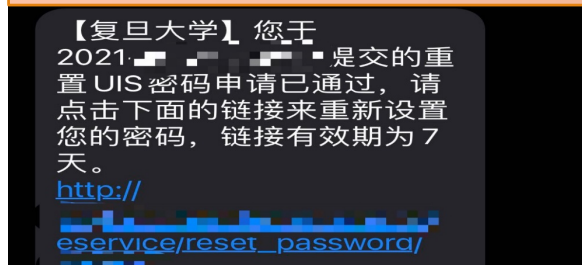 【复旦大学】您于
2021 提交的重
置 UIS 密码申请已通过，请
点击下面的链接来重新设置
您的密码，链接有效期为 7
天。
http://
eservice/reset_password/